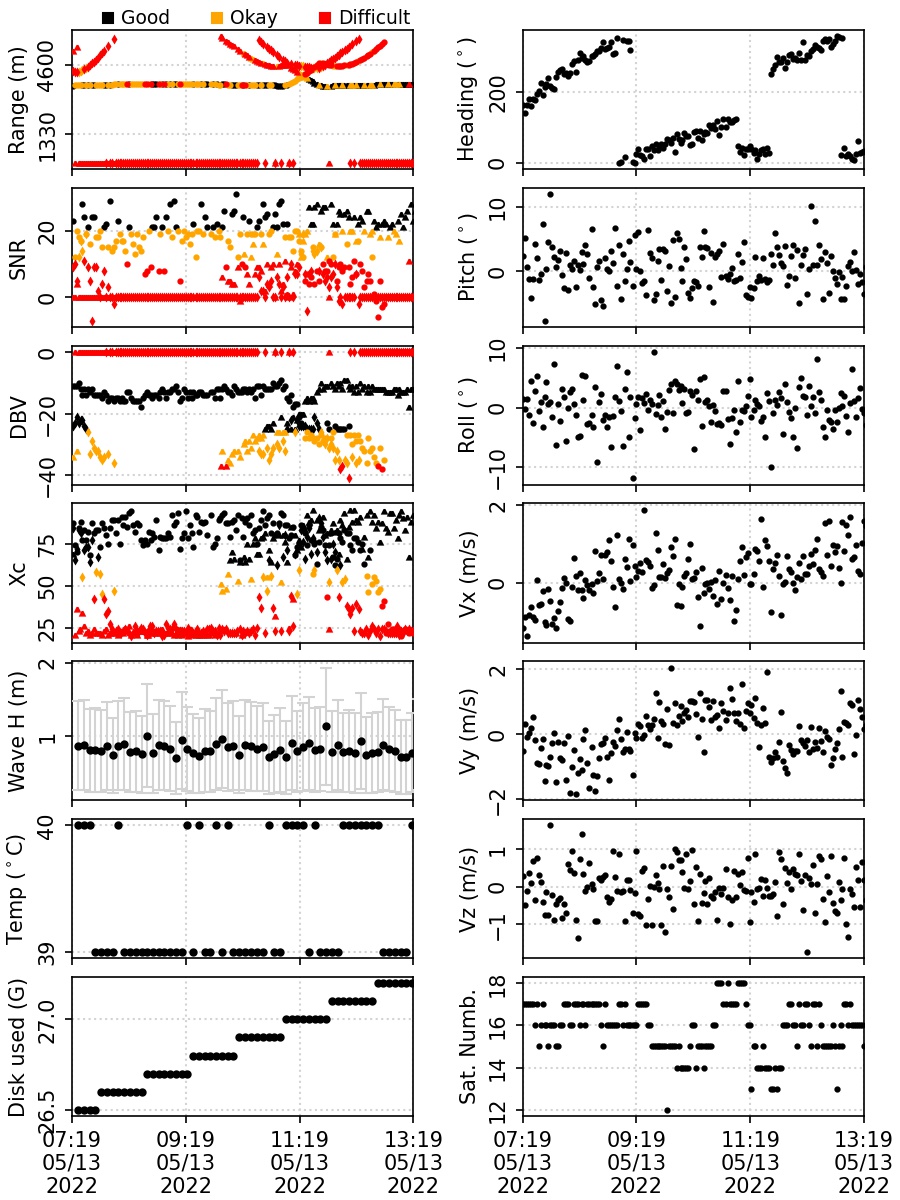 Good Okay Difficult
Range (m)
4600
1330
Heading (°)
200
0
SNR
20
0
Pitch (°)
10
0
DBV
0
−20
−40
Roll (°)
10
0
−10
Xc
75
50
25
Vx (m/s)
2
0
Wave H (m)
2
1
Vy (m/s)
2
0
−2
Temp (°C)
40
39
Vz (m/s)
1
0
−1
Disk used (G)
27.0
26.5
Sat. Numb.
18
16
14
12
07:19 09:19 11:19 13:19
05/13 05/13 05/13 05/13
2022 2022 2022 2022
07:19 09:19 11:19 13:19
05/13 05/13 05/13 05/13
2022 2022 2022 2022